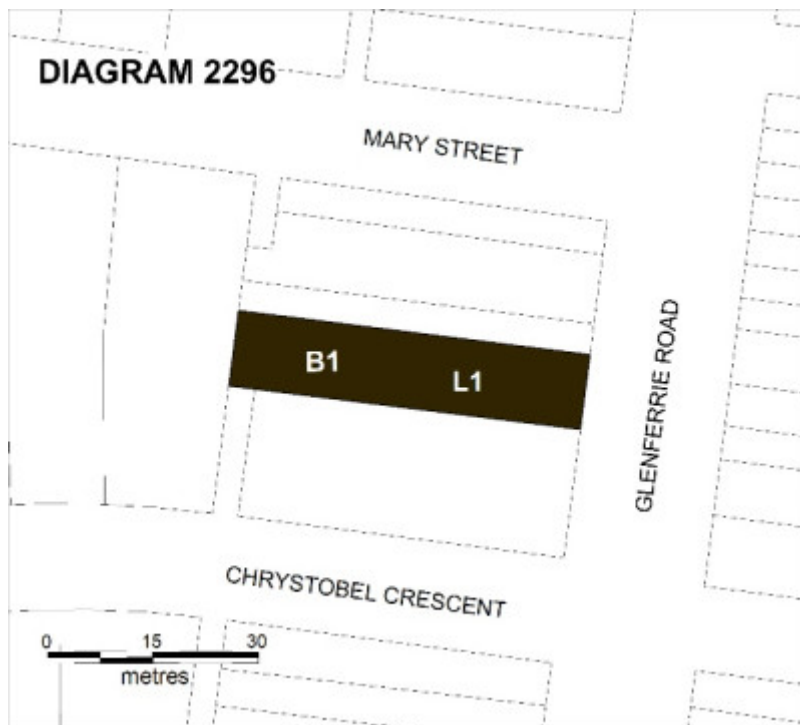 DIAGRAM 2296
MARY STREET
B1
L1
GLENFERRIE ROAD
CHRYSTOBEL CRESCENT
0 15 30
metres